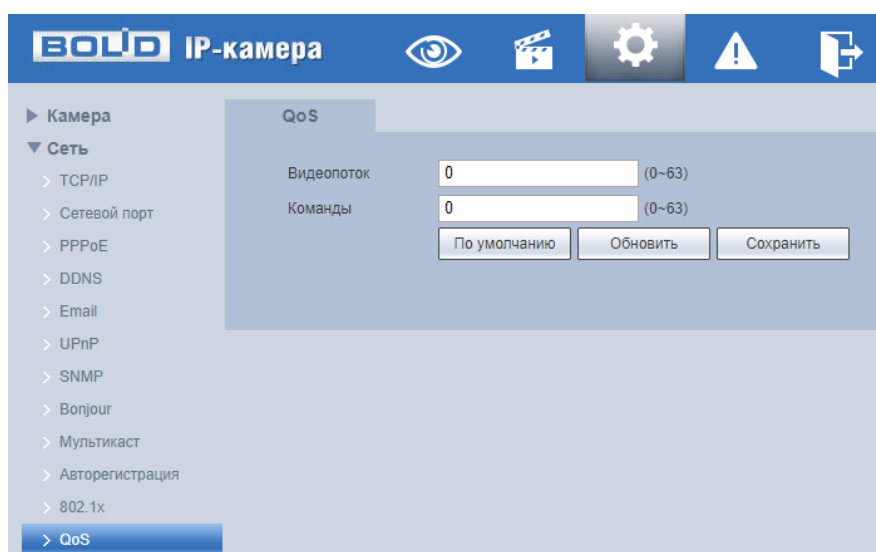 BOLID IP-камера
Камера
Сеть
TCP/IP
Сетевой порт
PPPoE
DDNS
Email
UPnP
SNMP
Bonjour
Мультикаст
Авторегистрация
802.1x
QoS
QoS
Видеопоток 0 (0~63)
Команды 0 (0~63)
По умолчанию Обновить Сохранить